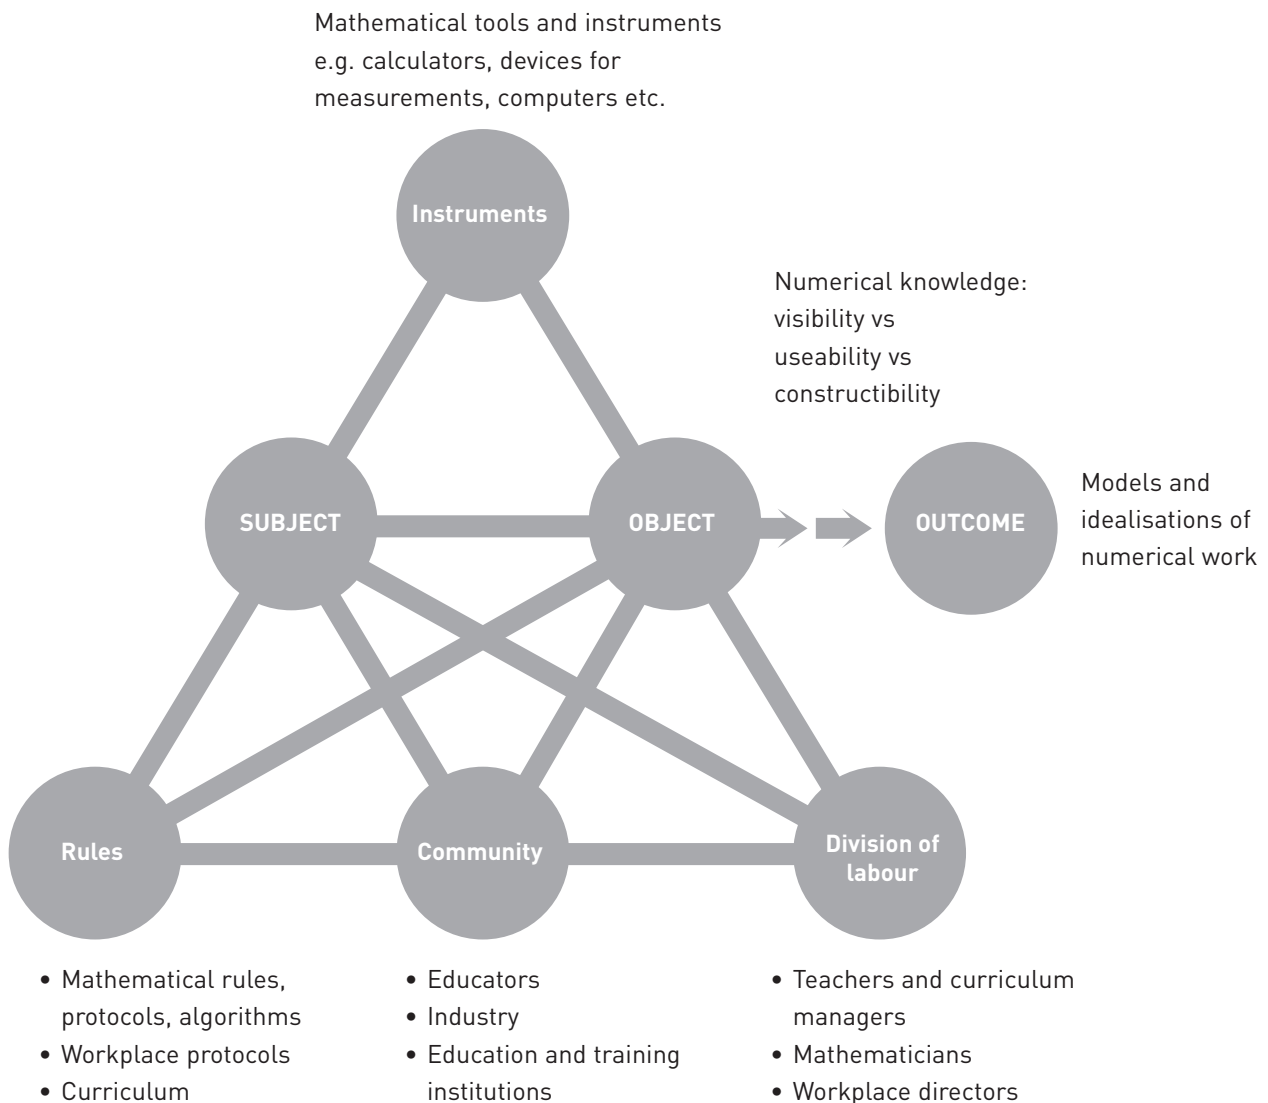 Mathematical tools and instruments
e.g. calculators, devices for
measurements, computers etc.
Instruments
Numerical knowledge:
visibility vs
useability vs
constructibility
SUBJECT
OBJECT
OUTCOME
Models and
idealisations of
numerical work
Rules
Community
Division of
labour
• Mathematical rules,
protocols, algorithms
• Workplace protocols
• Curriculum
• Educators
• Industry
• Education and training
institutions
• Teachers and curriculum
managers
• Mathematicians
• Workplace directors